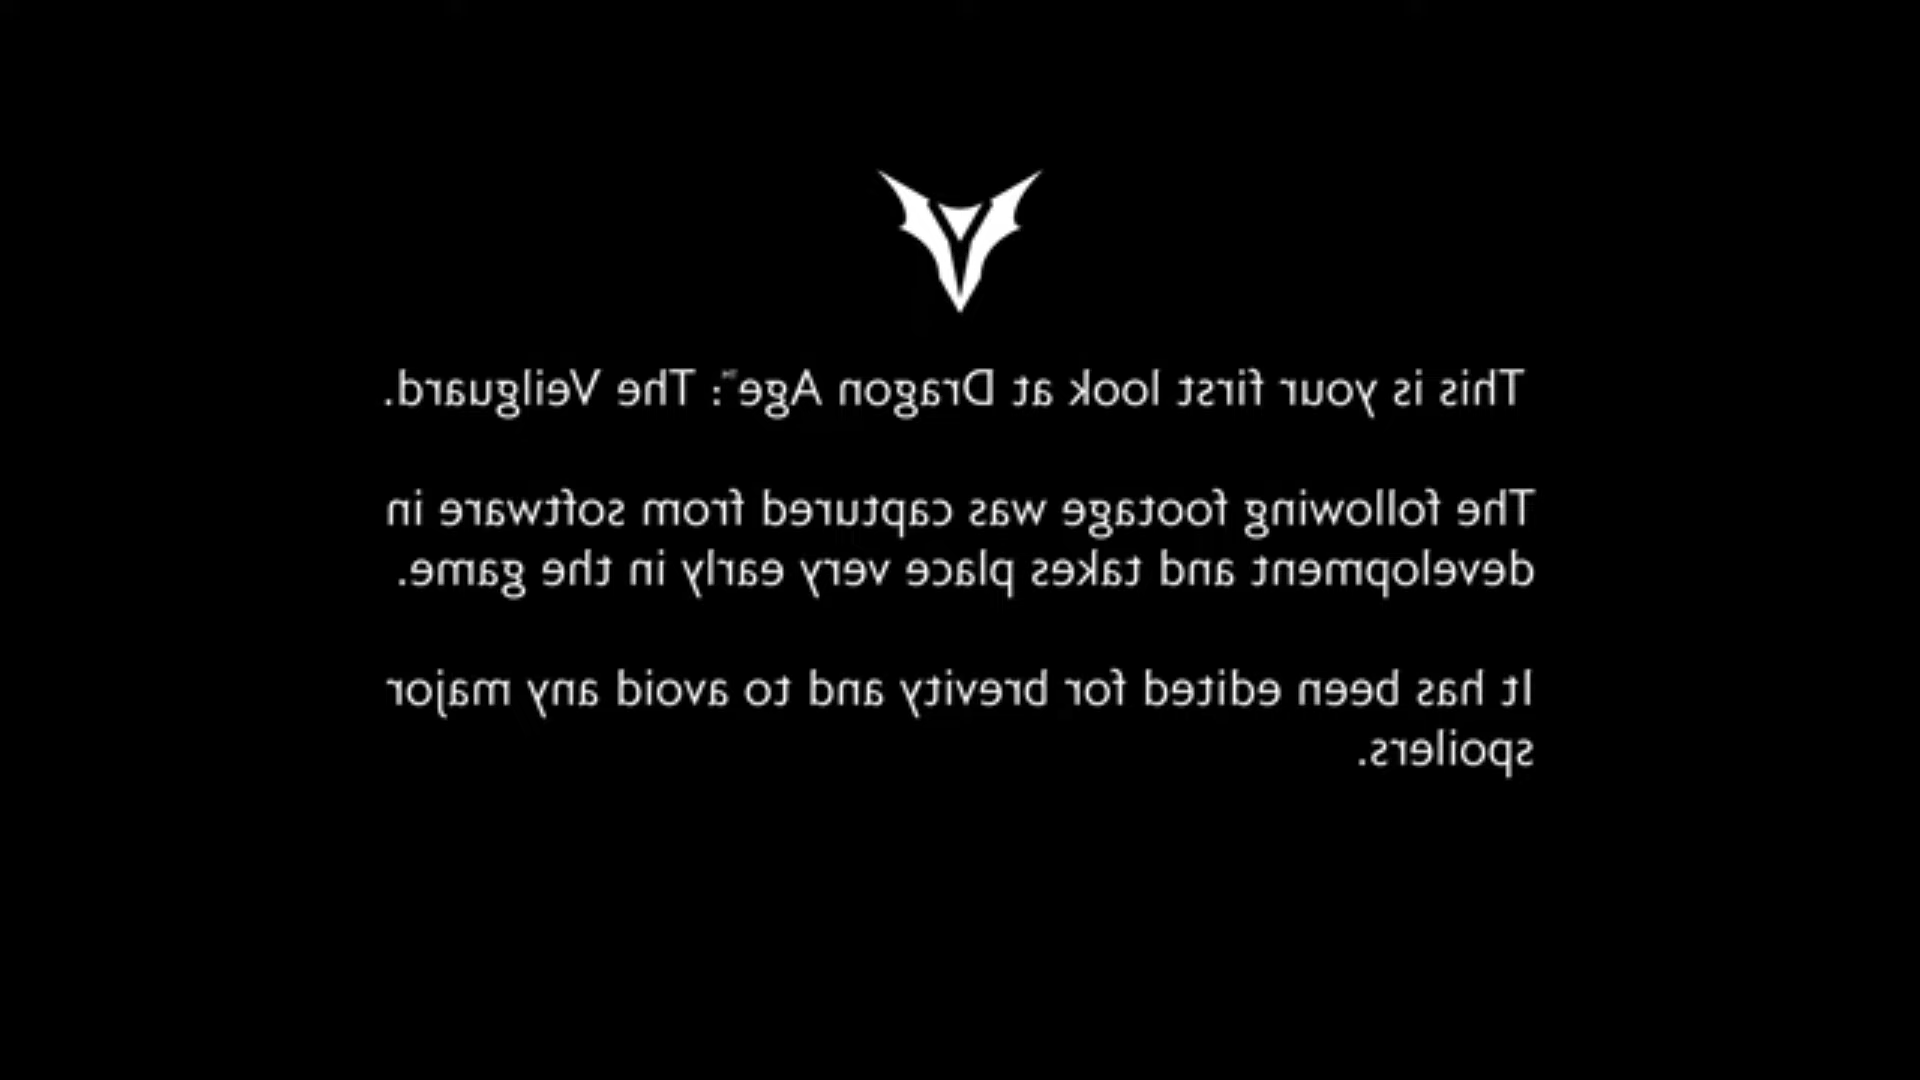 This is your first look at Dragon Age™: The Veilguard.
The following footage was captured from software in
development and takes place very early in the game.
It has been edited for brevity and to avoid any major
spoilers.